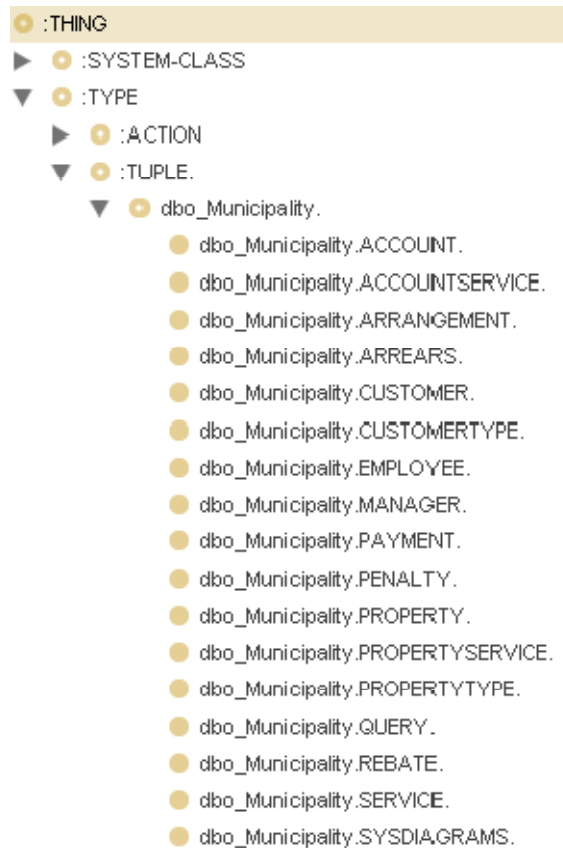 :THING
:SYSTEM-CLASS
:TYPE
:ACTION
:TUPLE.
dbo_Municipality.
dbo_Municipality.ACCOUNT.
dbo_Municipality.ACCOUNTSERVICE.
dbo_Municipality.ARRANGEMENT.
dbo_Municipality.ARREARS.
dbo_Municipality.CUSTOMER.
dbo_Municipality.CUSTOMERTYPE.
dbo_Municipality.EMPLOYEE.
dbo_Municipality.MANAGER.
dbo_Municipality.PAYMENT.
dbo_Municipality.PENALTY.
dbo_Municipality.PROPERTY.
dbo_Municipality.PROPERTYSERVICE.
dbo_Municipality.PROPERTYTYPE.
dbo_Municipality.QUERY.
dbo_Municipality.REBATE.
dbo_Municipality.SERVICE.
dbo_Municipality.SYSDIAGRAMS.